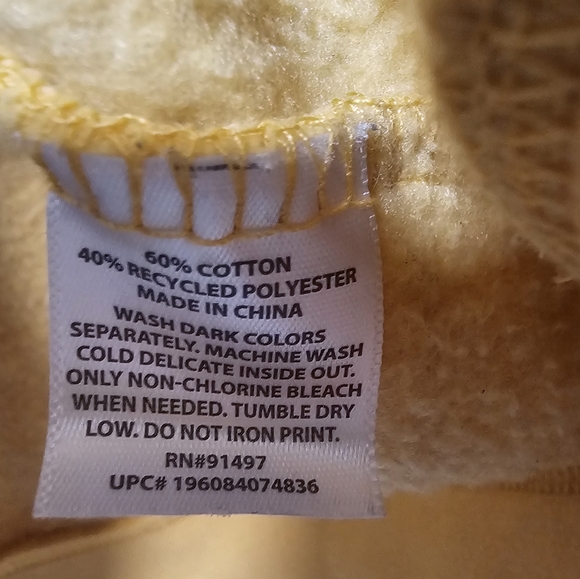 60% COTTON
40% RECYCLED POLYESTER
MADE IN CHINA
WASH DARK COLORS
SEPARATELY. MACHINE WASH
COLD DELICATE INSIDE OUT.
ONLY NON-CHLORINE BLEACH
WHEN NEEDED. TUMBLE DRY
LOW. DO NOT IRON PRINT.
RN#91497
UPC# 196084074836